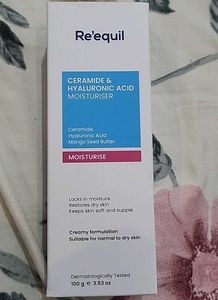 Re'equil
CERAMIDE &
HYALURONIC ACID
MOISTURISER
Ceramide
Hyaluronic Acid
Mango Seed Butter
MOISTURISE
Locks in moisture
Restores dry skin
Keeps skin soft and supple
Creamy formulation
Suitable for normal to dry skin
Dermatologically Tested
100 g e 3.53 oz